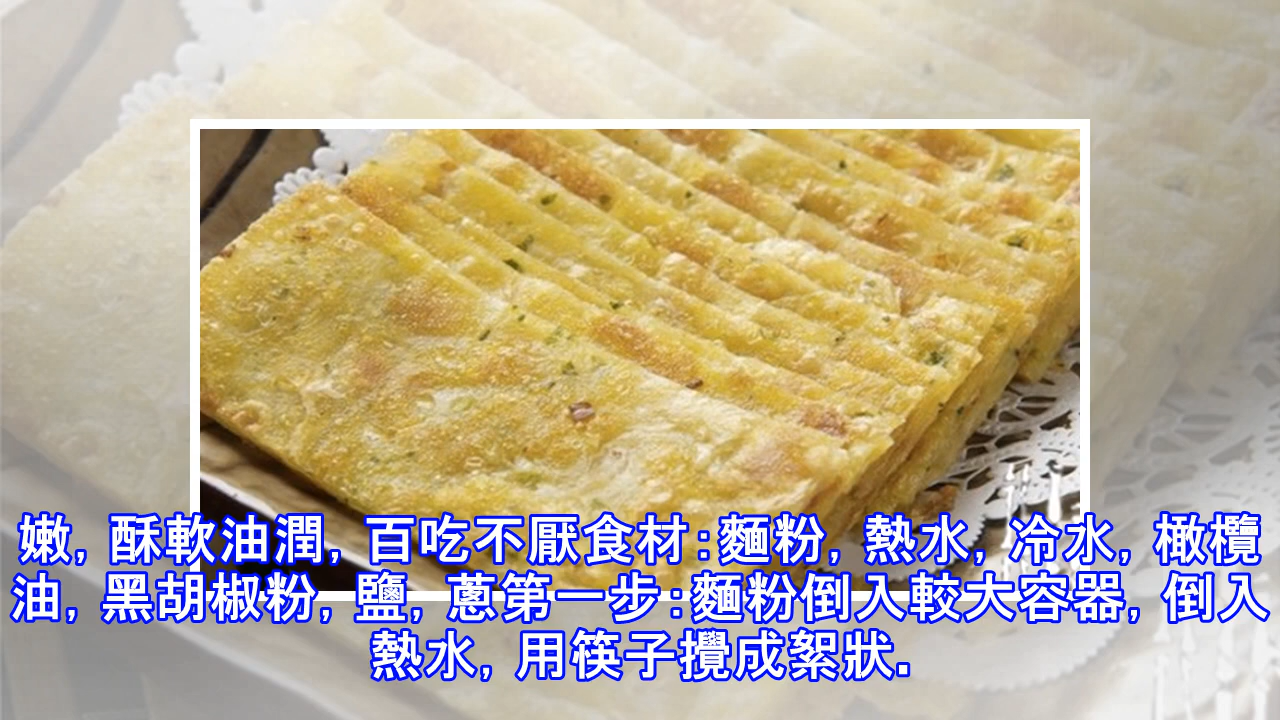 嫩, 酥軟油潤, 百吃不厭食材:麵粉, 熱水, 冷水, 橄欖
油, 黑胡椒粉, 鹽, 蔥第一步:麵粉倒入較大容器, 倒入
熱水, 用筷子攪成絮狀.